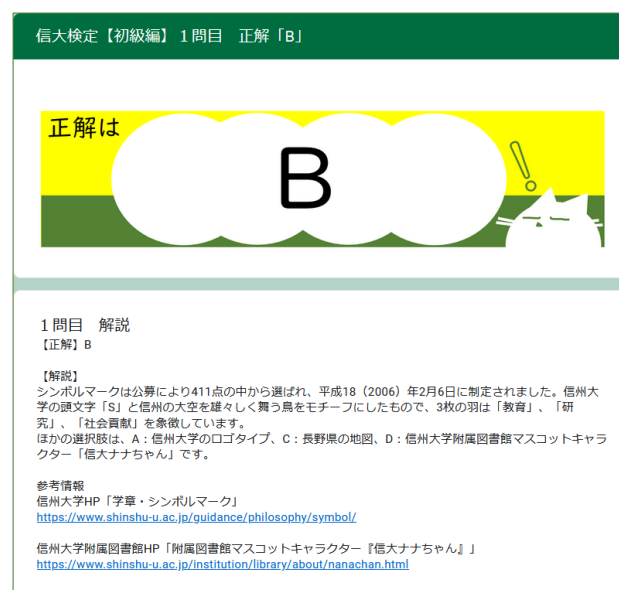 信大検定【初級編】１問目　正解「B」
正解は
B
１問目　解説
【正解】B
【解説】
シンボルマークは公募により411点の中から選ばれ、平成18（2006）年2月6日に制定されました。信州大
学の頭文字「S」と信州の大空を雄々しく舞う鳥をモチーフにしたもので、3枚の羽は「教育」、「研
究」、「社会貢献」を象徴しています。
ほかの選択肢は、A：信州大学のロゴタイプ、C：長野県の地図、D：信州大学附属図書館マスコットキャラ
クター「信大ナナちゃん」です。
参考情報
信州大学HP「学章・シンボルマーク」
https://www.shinshu-u.ac.jp/guidance/philosophy/symbol/
信州大学附属図書館HP「附属図書館マスコットキャラクター『信大ナナちゃん』」
https://www.shinshu-u.ac.jp/institution/library/about/nanachan.html